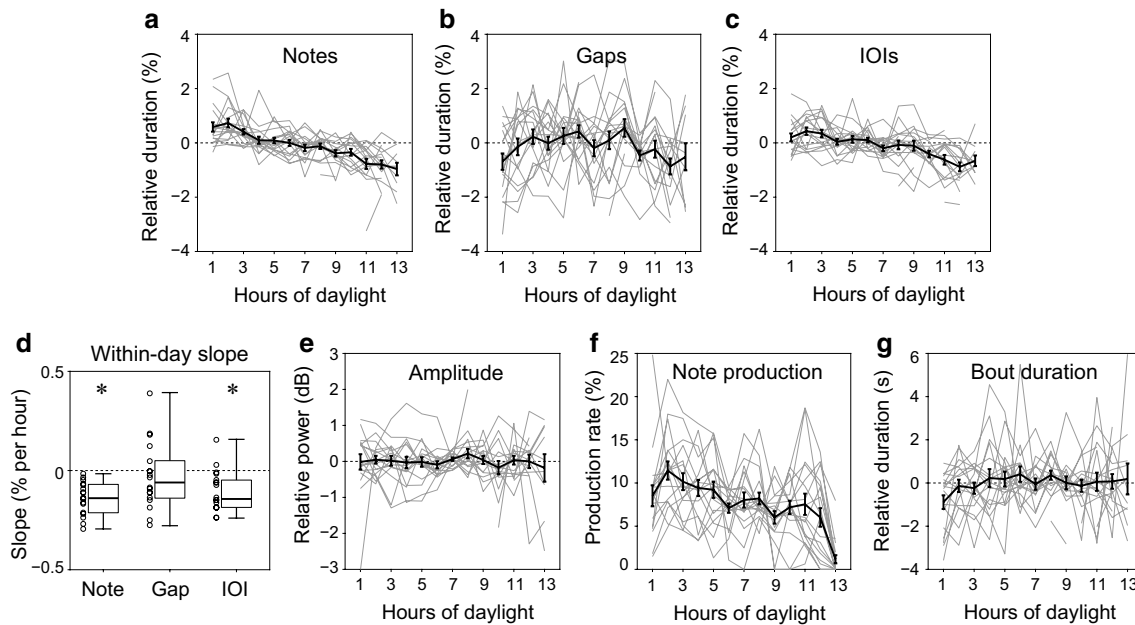 a
Notes
Relative duration (%)
4
2
0
−2
−4
1 3 5 7 9 11 13
Hours of daylight
b
Gaps
Relative duration (%)
4
2
0
−2
−4
1 3 5 7 9 11 13
Hours of daylight
c
IOIs
Relative duration (%)
4
2
0
−2
−4
1 3 5 7 9 11 13
Hours of daylight
d
Within-day slope
Slope (% per hour)
0.5
0
−0.5
* *
Note Gap IOI
e
Amplitude
Relative power (dB)
3
2
1
0
−1
−2
−3
1 3 5 7 9 11 13
Hours of daylight
f
Note production
Production rate (%)
25
20
15
10
5
0
1 3 5 7 9 11 13
Hours of daylight
g
Bout duration
Relative duration (s)
6
4
2
0
−2
−4
1 3 5 7 9 11 13
Hours of daylight